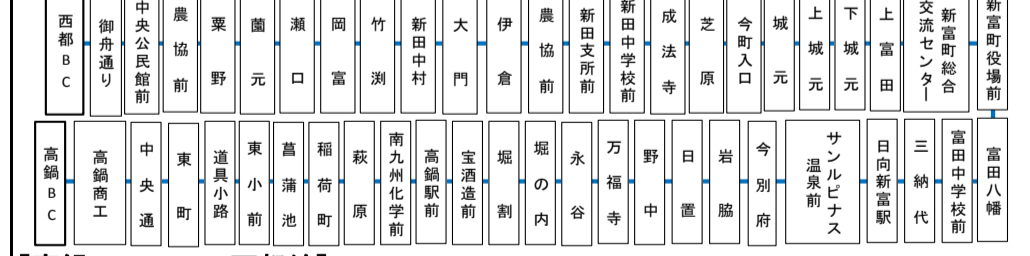 西都BC
御舟通り
中央公民館前
農協前
粟野
薗元
瀬口
岡富
竹渕
新田中村
大門
伊倉
農協前
新田支所前
新田中学校前
成法寺
芝原
今町入口
城元
上城元
下城元
上富田
新富町総合
交流センター
新富町役場前
高鍋BC
高鍋商工
中央通
東町
道具小路
東小前
菖蒲池
稲荷町
萩原
南九州化学前
高鍋駅前
宝酒造前
堀割
堀の内
永谷
万福寺
野中
日置
岩脇
今別府
サンルピナス
温泉前
日向新富駅
三納代
富田中学校前
富田八幡